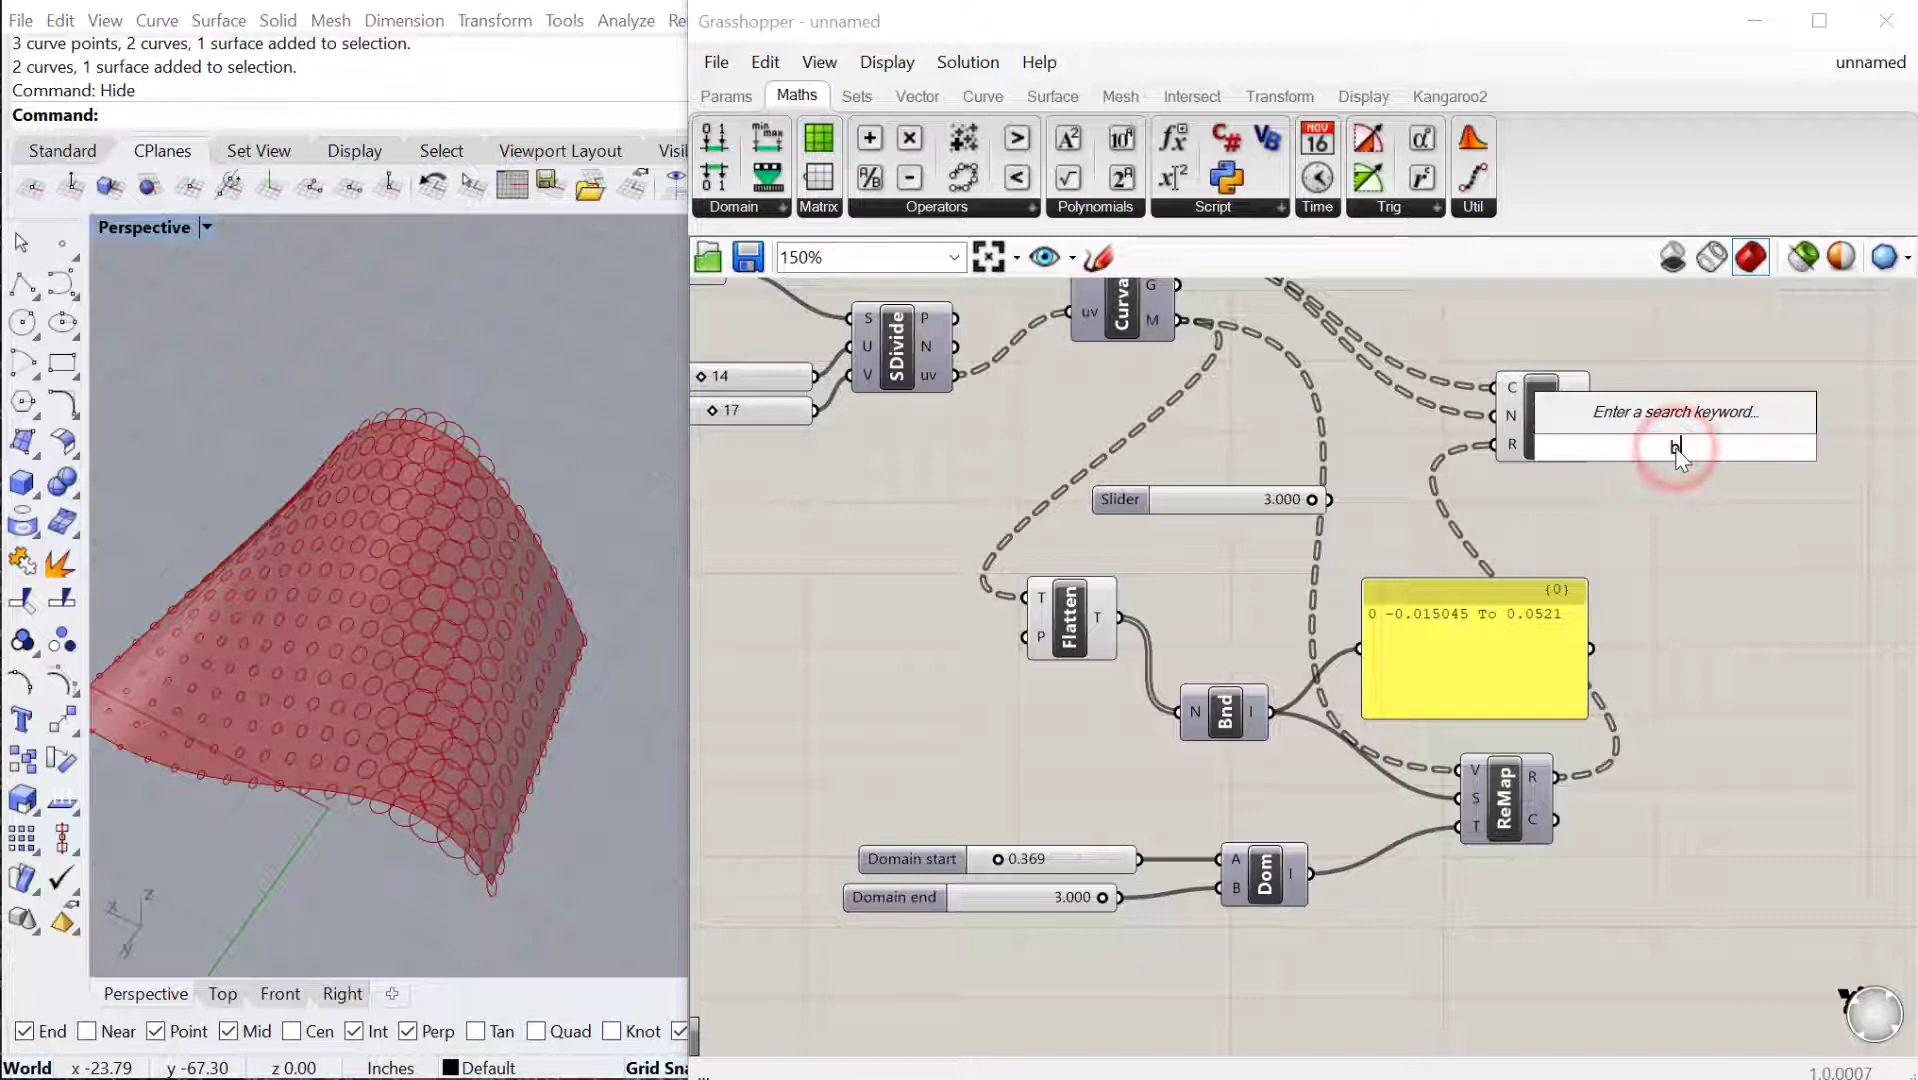 File Edit View Curve Surface Solid Mesh Dimension Transform Tools Analyze Re
3 curve points, 2 curves, 1 surface added to selection.
2 curves, 1 surface added to selection.
Command: Hide
Command:
Standard CPlanes Set View Display Select Viewport Layout Visi
Perspective
z
x
y
Perspective Top Front Right
End Near Point Mid Cen Int Perp Tan Quad Knot
World x -23.79 y -67.30 z 0.00 Inches Default Grid Sna
Grasshopper - unnamed
File Edit View Display Solution Help unnamed
Params Maths Sets Vector Curve Surface Mesh Intersect Transform Display Kangaroo2
Domain Matrix Operators Polynomials Script Time Trig Util
150%
SDivide
S P
U N
V uv
14
17
Curva
uv
G
M
C
N
R
Enter a search keyword...
b
Slider 3.000
Flatten
T T
P
{0}
0 -0.015045 To 0.0521
Bnd
N I
ReMap
V R
S
T C
Domain start 0.369
Domain end 3.000
Dom
A I
B
1.0.0007